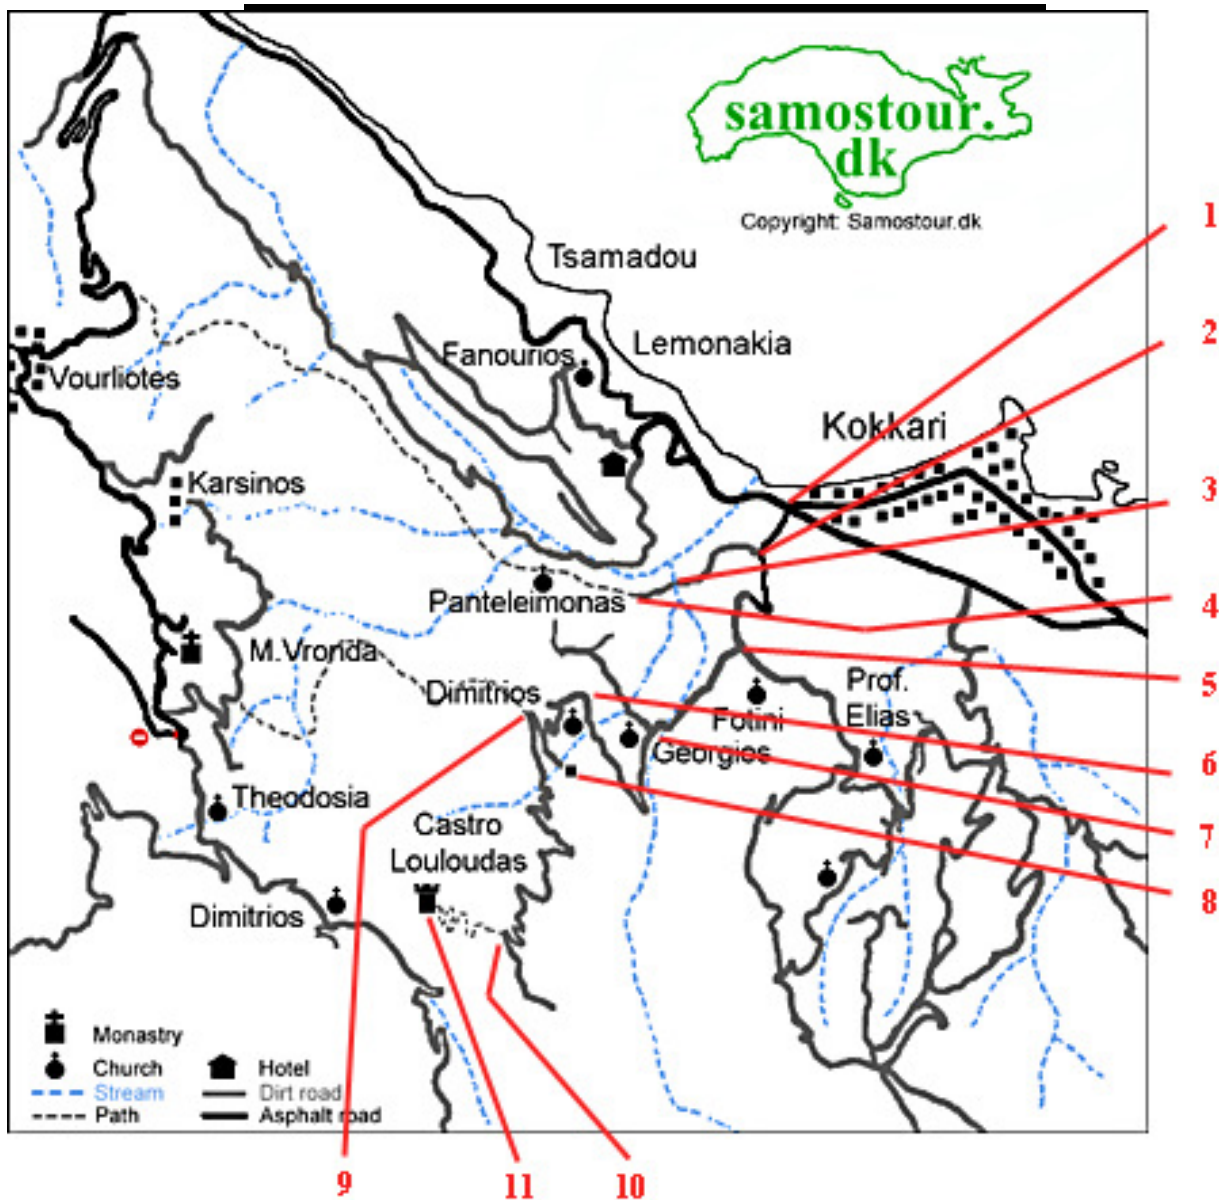 samostour.
dk
Copyright: Samostour.dk
1
Tsamadou
2
Lemonakia
Fanourios
Vourliotes
Kokkari
Karsinos
3
Panteleimonas
4
M.Vronda
5
Dimitrios
Prof.
Elias
Fotini
Georgios
6
Theodosia
7
Castro
Louloudas
8
Dimitrios
Monastry
Church
Hotel
Stream
Dirt road
Path
Asphalt road
9
11
10